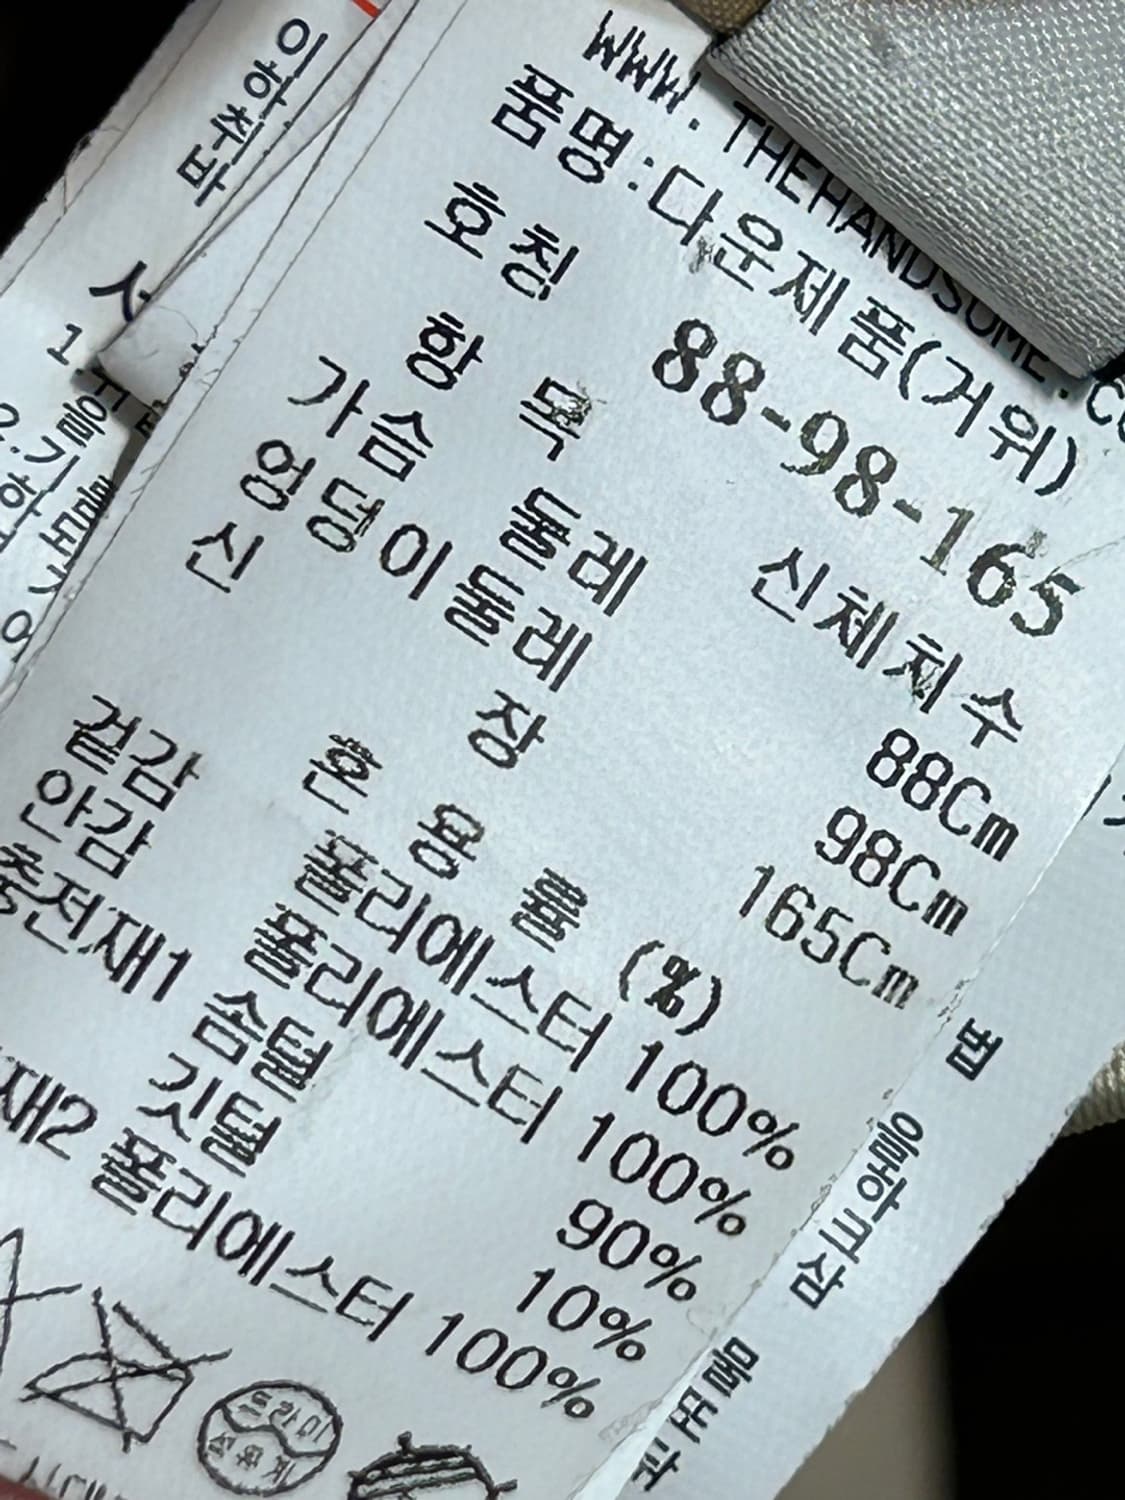 WWW.THEHANDSOME.CO
품명:다운제품(거위)
호칭 88-98-165
항 목 신체치수
가슴 둘레 88Cm
엉덩이둘레 98Cm
신 장 165Cm
혼 용 률 (%)
겉감 폴리에스터 100%
안감 폴리에스터 100%
충전재1 솜털 90%
깃털 10%
재2 폴리에스터 100%
드라이